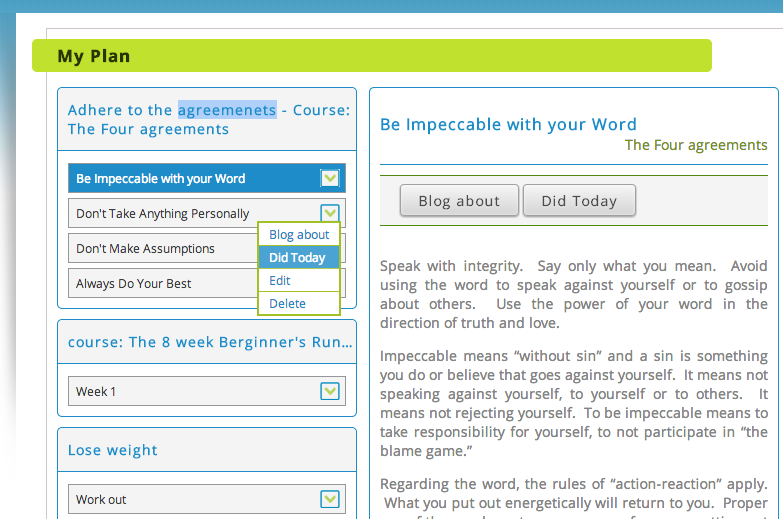 My Plan
Adhere to the agreemenets - Course:
The Four agreements
Be Impeccable with your Word
Don't Take Anything Personally
Don't Make Assumptions
Always Do Your Best
Blog about
Did Today
Edit
Delete
course: The 8 week Berginner's Run...
Week 1
Lose weight
Work out
Be Impeccable with your Word
The Four agreements
Blog about
Did Today
Speak with integrity. Say only what you mean. Avoid
using the word to speak against yourself or to gossip
about others. Use the power of your word in the
direction of truth and love.
Impeccable means “without sin” and a sin is something
you do or believe that goes against yourself. It means not
speaking against yourself, to yourself or to others. It
means not rejecting yourself. To be impeccable means to
take responsibility for yourself, to not participate in “the
blame game.”
Regarding the word, the rules of “action-reaction” apply.
What you put out energetically will return to you. Proper